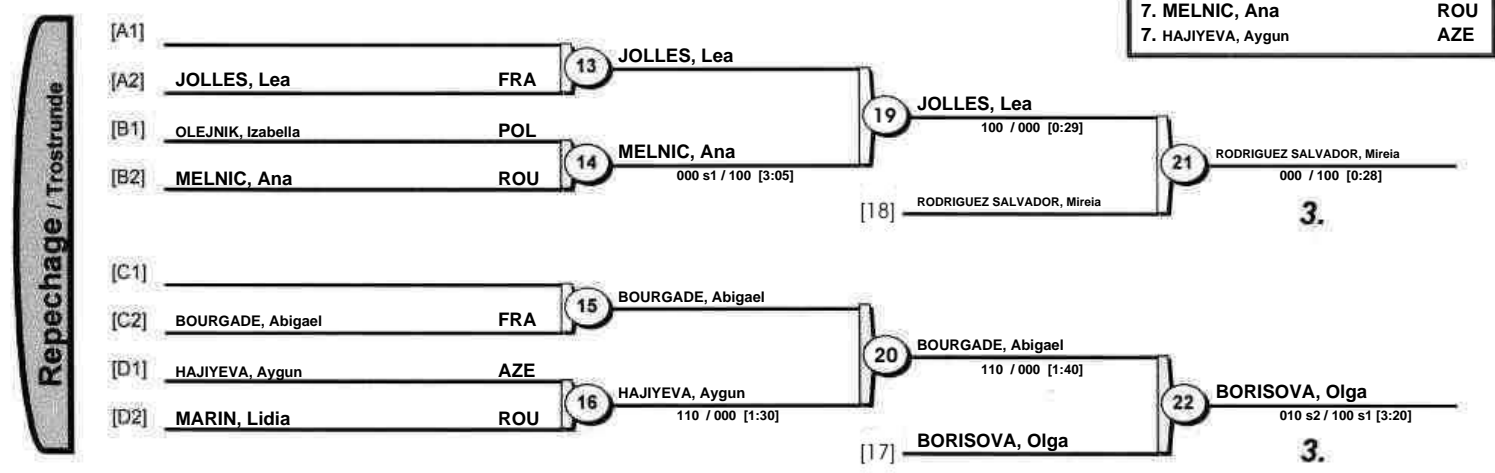 7. MELNIC, Ana ROU
7. HAJIYEVA, Aygun AZE
Repechage / Trostrunde
[A1]
13 JOLLES, Lea
[A2] JOLLES, Lea FRA
19 JOLLES, Lea
100 / 000 [0:29]
[B1] OLEJNIK, Izabella POL
14 MELNIC, Ana
000 s1 / 100 [3:05]
[B2] MELNIC, Ana ROU
21 RODRIGUEZ SALVADOR, Mireia
000 / 100 [0:28]
[18] RODRIGUEZ SALVADOR, Mireia
3.
[C1]
15 BOURGADE, Abigael
[C2] BOURGADE, Abigael FRA
20 BOURGADE, Abigael
110 / 000 [1:40]
[D1] HAJIYEVA, Aygun AZE
16 HAJIYEVA, Aygun
110 / 000 [1:30]
[D2] MARIN, Lidia ROU
22 BORISOVA, Olga
010 s2 / 100 s1 [3:20]
[17] BORISOVA, Olga
3.